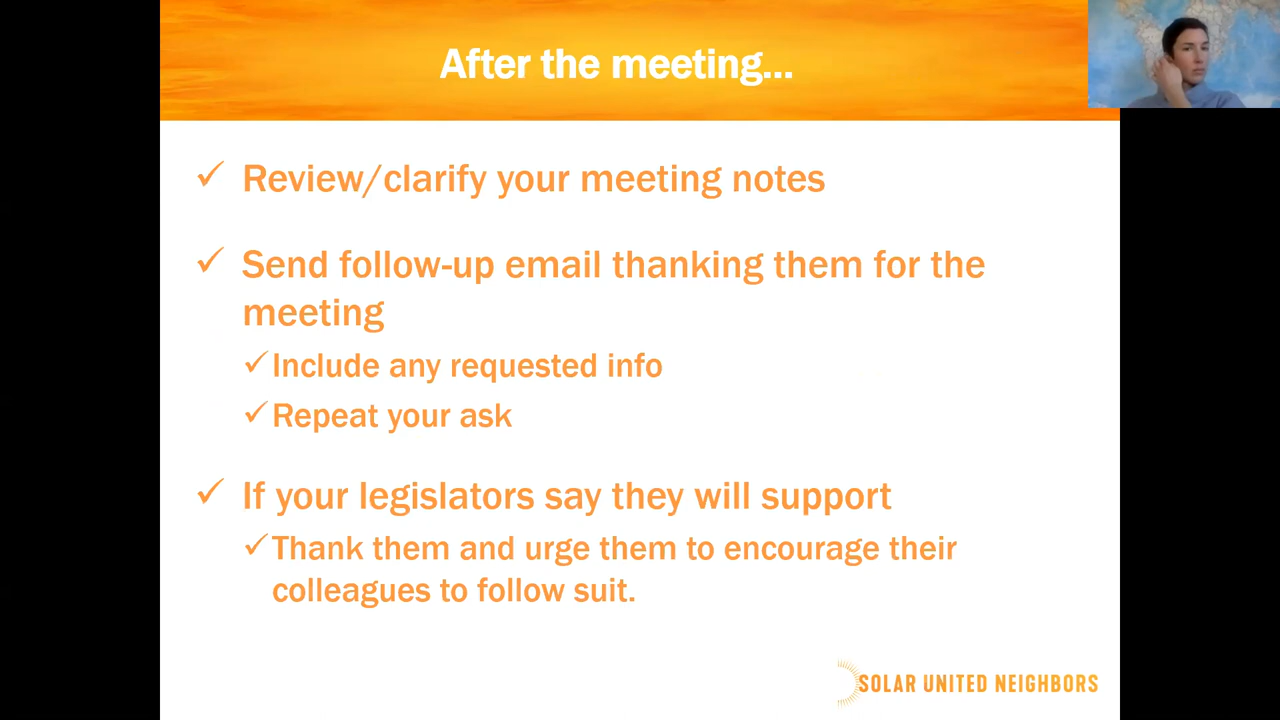 After the meeting...
✓ Review/clarify your meeting notes
✓ Send follow-up email thanking them for the
meeting
✓Include any requested info
✓Repeat your ask
✓ If your legislators say they will support
✓Thank them and urge them to encourage their
colleagues to follow suit.
SOLAR UNITED NEIGHBORS